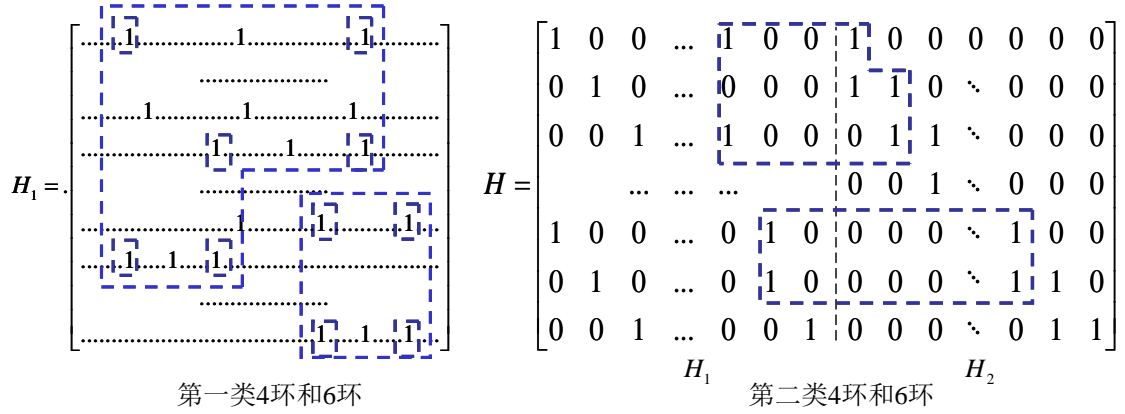 H₁ =.
.......1.................1...................1............
......................
...........1................1................1.............
.......................1...........1............1............
......................
...........................1.............1.............1....
.......1......1.......1....................................
......................
........................................1......1.......1....
第一类4环和6环
H =
1 0 0 ... 1 0 0 1 0 0 0 0 0 0
0 1 0 ... 0 0 0 1 1 0 ⋱ 0 0 0
0 0 1 ... 1 0 0 0 1 1 ⋱ 0 0 0
... ... ... 0 0 1 ⋱ 0 0 0
1 0 0 ... 0 1 0 0 0 0 ⋱ 1 0 0
0 1 0 ... 0 1 0 0 0 0 ⋱ 1 1 0
0 0 1 ... 0 0 1 0 0 0 ⋱ 0 1 1
H₁ H₂
第二类4环和6环